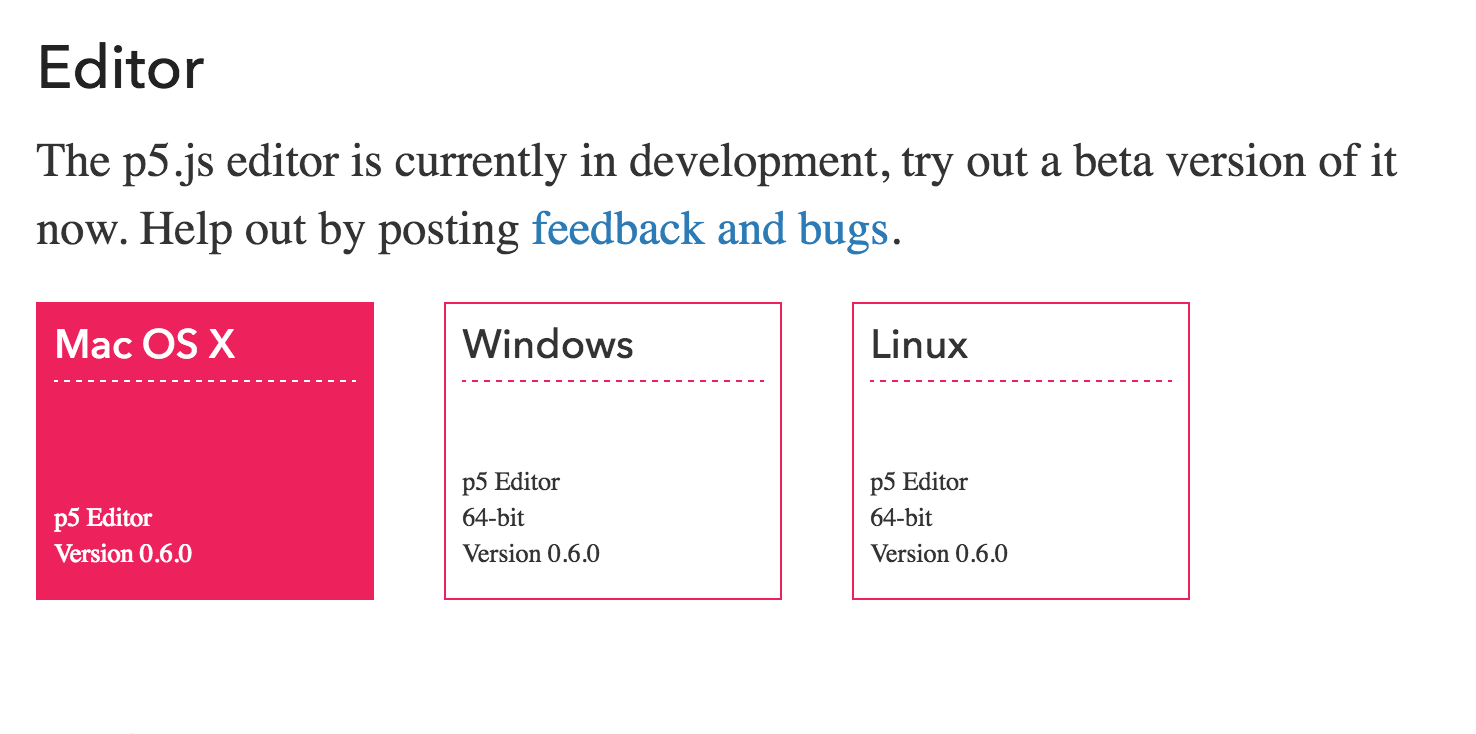 Editor
The p5.js editor is currently in development, try out a beta version of it
now. Help out by posting feedback and bugs.
Mac OS X
p5 Editor
Version 0.6.0
Windows
p5 Editor
64-bit
Version 0.6.0
Linux
p5 Editor
64-bit
Version 0.6.0